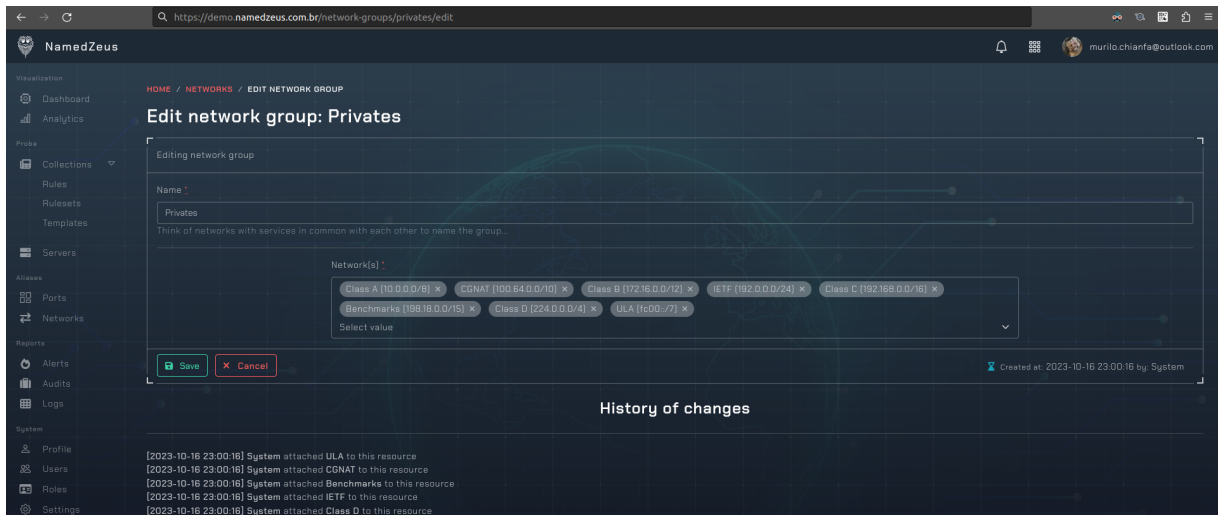 https://demo.namedzeus.com.br/network-groups/privates/edit
NamedZeus
murilo.chianfa@outlook.com
Visualization
Dashboard
Analytics
Probe
Collections
Rules
Rulesets
Templates
Servers
Aliases
Ports
Networks
Reports
Alerts
Audits
Logs
System
Profile
Users
Roles
Settings
HOME / NETWORKS / EDIT NETWORK GROUP
Edit network group: Privates
Editing network group
Name *
Privates
Think of networks with services in common with each other to name the group...
Network(s) *
Class A (10.0.0.0/8) × CGNAT (100.64.0.0/10) × Class B (172.16.0.0/12) × IETF (192.0.0.0/24) × Class C (192.168.0.0/16) ×
Benchmarks (198.18.0.0/15) × Class D (224.0.0.0/4) × ULA (fc00::/7) ×
Select value
Save × Cancel
Created at: 2023-10-16 23:00:16 by: System
History of changes
[2023-10-16 23:00:16] System attached ULA to this resource
[2023-10-16 23:00:16] System attached CGNAT to this resource
[2023-10-16 23:00:16] System attached Benchmarks to this resource
[2023-10-16 23:00:16] System attached IETF to this resource
[2023-10-16 23:00:16] System attached Class D to this resource